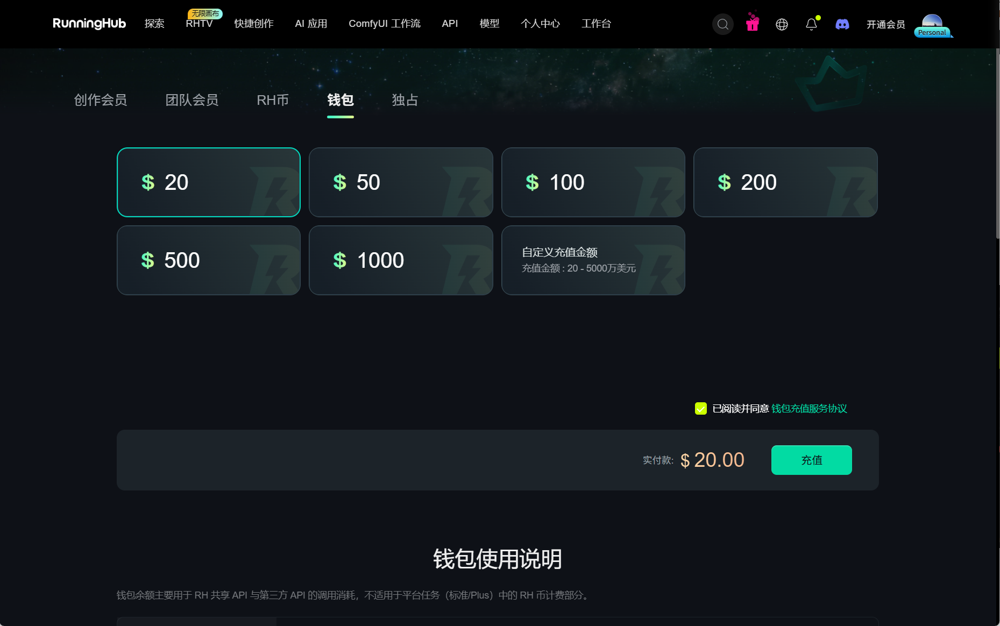 RunningHub
探索
无限画布
RHTV
快捷创作
AI 应用
ComfyUI 工作流
API
模型
个人中心
工作台
开通会员
Personal
创作会员
团队会员
RH币
钱包
独占
$ 20
$ 50
$ 100
$ 200
$ 500
$ 1000
自定义充值金额
充值金额 : 20 - 5000万美元
已阅读并同意 钱包充值服务协议
实付款: $ 20.00
充值
钱包使用说明
钱包余额主要用于 RH 共享 API 与第三方 API 的调用消耗，不适用于平台任务（标准/Plus）中的 RH 币计费部分。